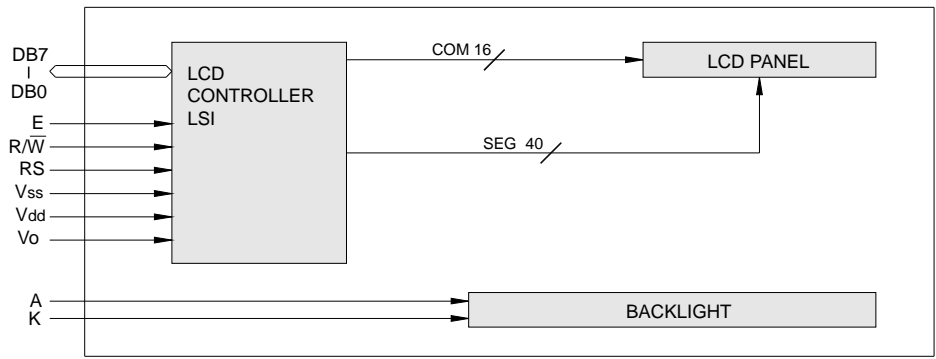 DB7
DB0
E
R/W̅
RS
Vss
Vdd
Vo
A
K
LCD
CONTROLLER
LSI
COM 16
SEG 40
LCD PANEL
BACKLIGHT